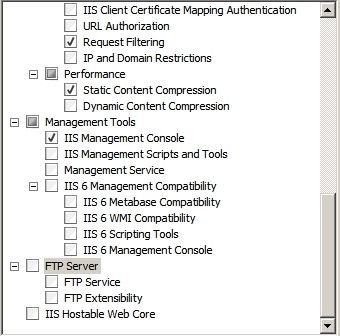 IIS Client Certificate Mapping Authentication
URL Authorization
Request Filtering
IP and Domain Restrictions
Performance
Static Content Compression
Dynamic Content Compression
Management Tools
IIS Management Console
IIS Management Scripts and Tools
Management Service
IIS 6 Management Compatibility
IIS 6 Metabase Compatibility
IIS 6 WMI Compatibility
IIS 6 Scripting Tools
IIS 6 Management Console
FTP Server
FTP Service
FTP Extensibility
IIS Hostable Web Core